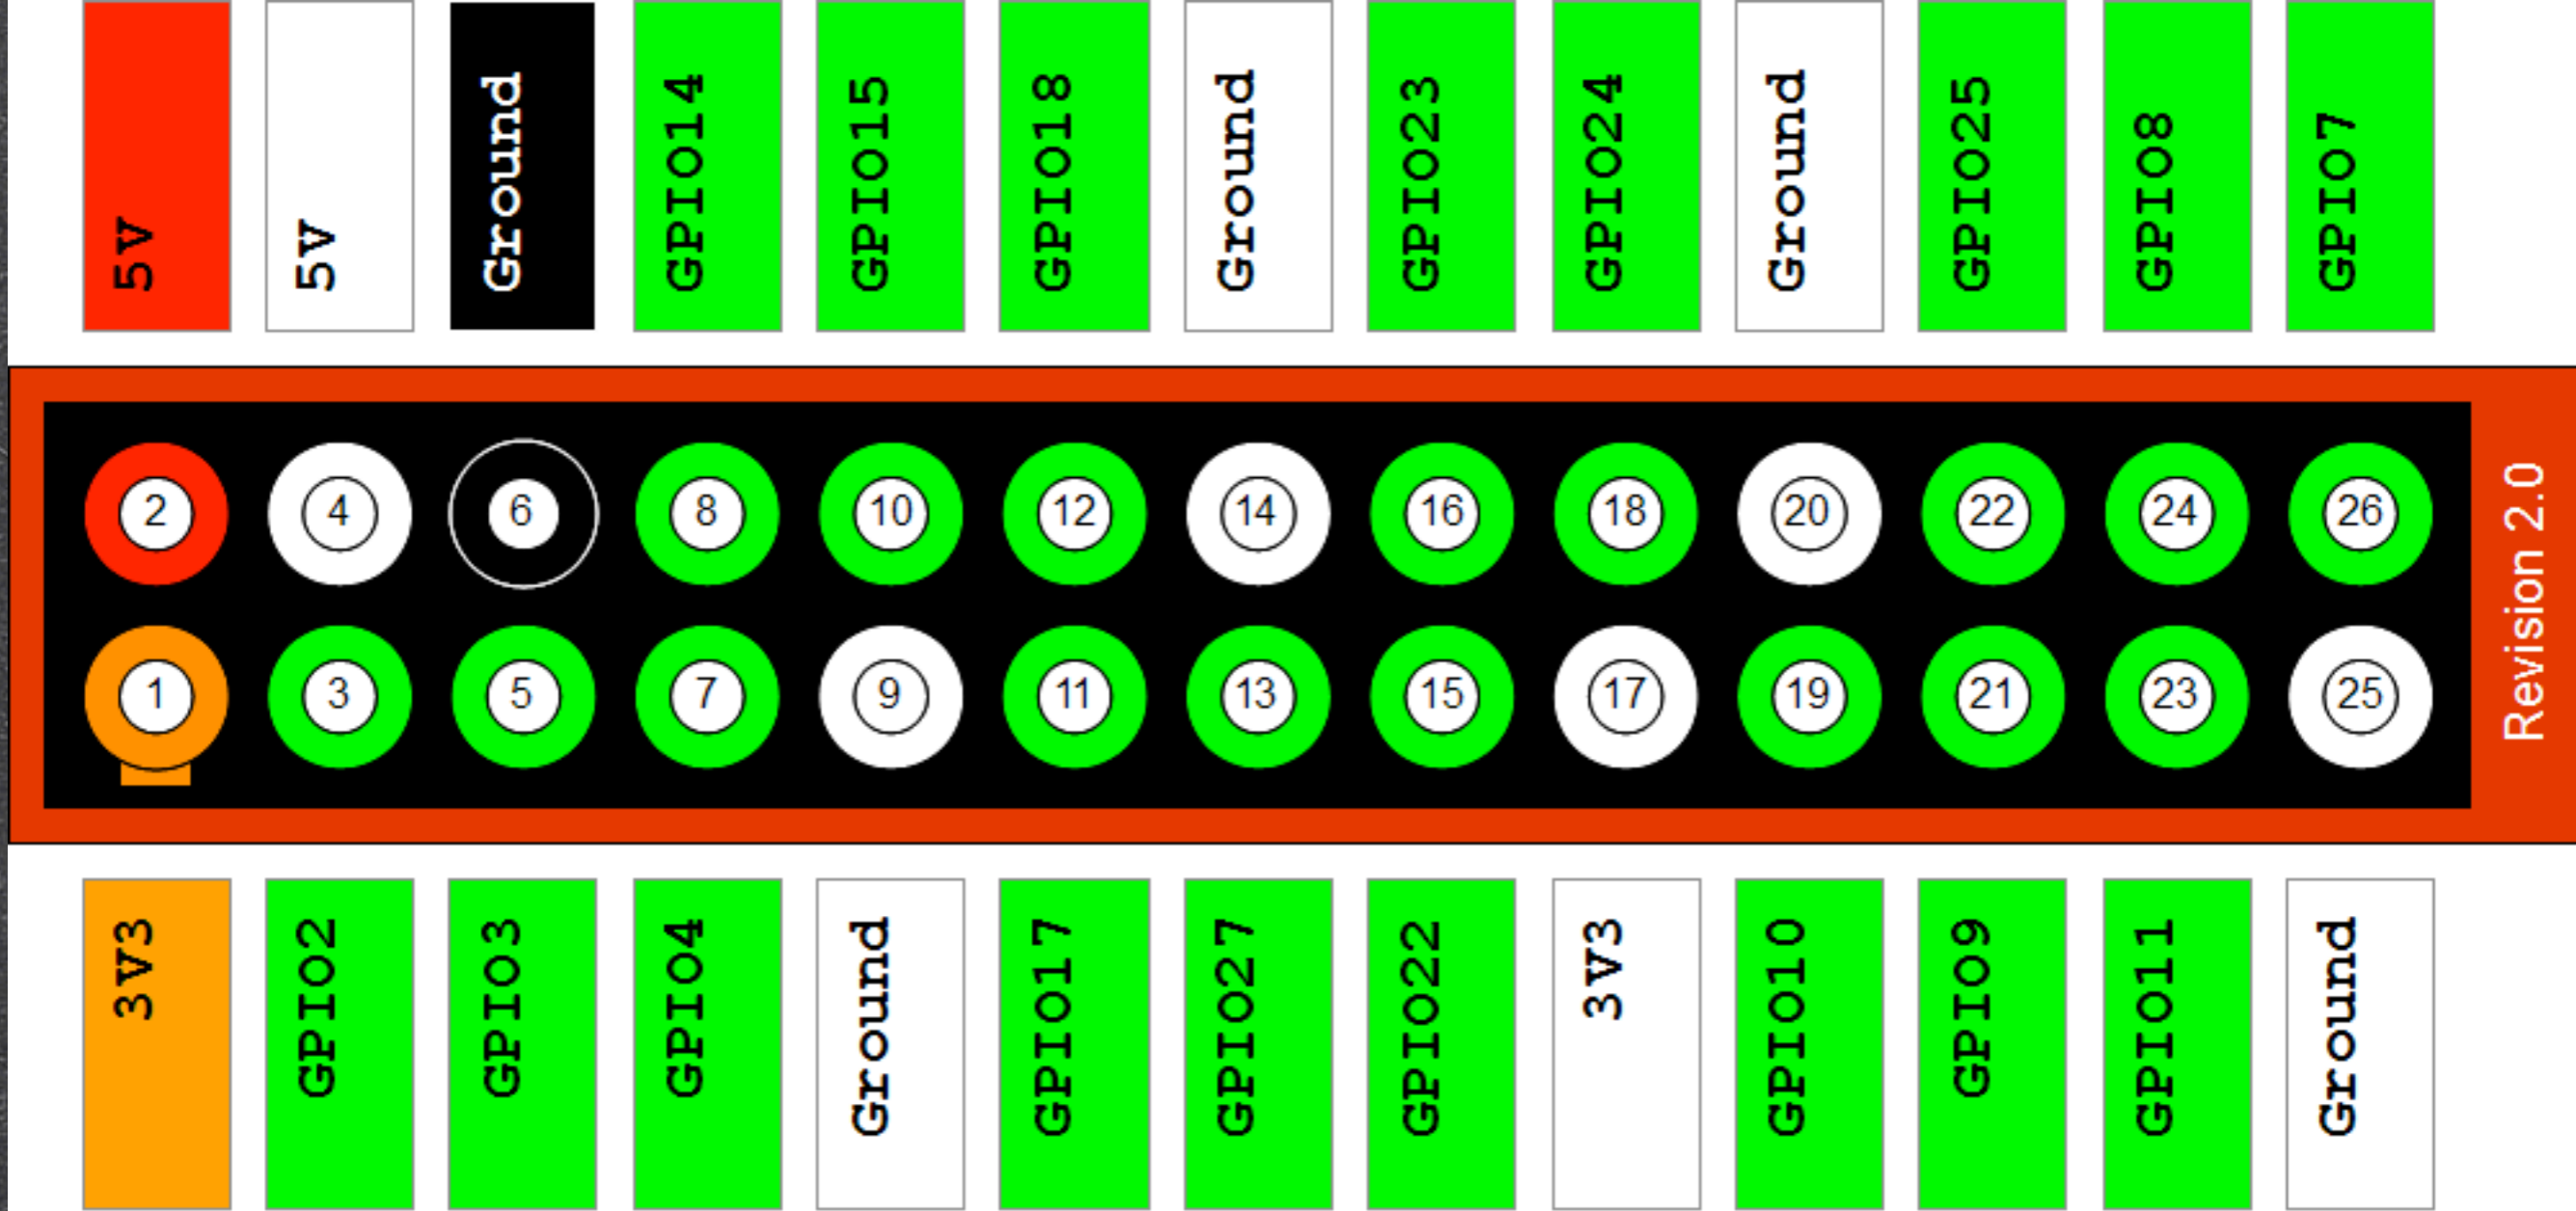 5V
5V
Ground
GPIO14
GPIO15
GPIO18
Ground
GPIO23
GPIO24
Ground
GPIO25
GPIO8
GPIO7
2 4 6 8 10 12 14 16 18 20 22 24 26
1 3 5 7 9 11 13 15 17 19 21 23 25
Revision 2.0
3V3
GPIO2
GPIO3
GPIO4
Ground
GPIO17
GPIO27
GPIO22
3V3
GPIO10
GPIO9
GPIO11
Ground